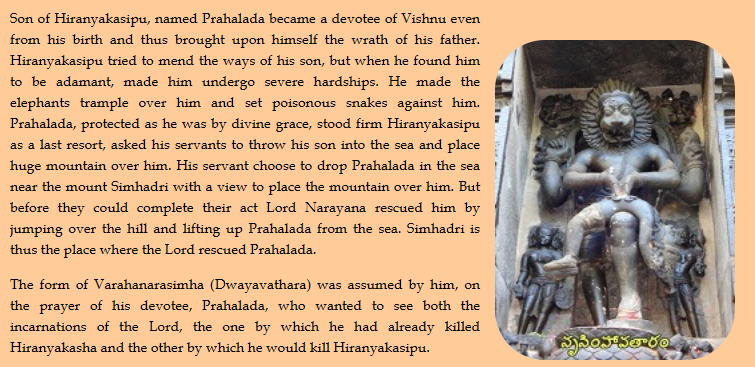 Son of Hiranyakasipu, named Prahalada became a devotee of Vishnu even
from his birth and thus brought upon himself the wrath of his father.
Hiranyakasipu tried to mend the ways of his son, but when he found him
to be adamant, made him undergo severe hardships. He made the
elephants trample over him and set poisonous snakes against him.
Prahalada, protected as he was by divine grace, stood firm Hiranyakasipu
as a last resort, asked his servants to throw his son into the sea and place
huge mountain over him. His servant choose to drop Prahalada in the sea
near the mount Simhadri with a view to place the mountain over him. But
before they could complete their act Lord Narayana rescued him by
jumping over the hill and lifting up Prahalada from the sea. Simhadri is
thus the place where the Lord rescued Prahalada.
The form of Varahanarasimha (Dwayavathara) was assumed by him, on
the prayer of his devotee, Prahalada, who wanted to see both the
incarnations of the Lord, the one by which he had already killed
Hiranyakasha and the other by which he would kill Hiranyakasipu.
నృసింహావతారం